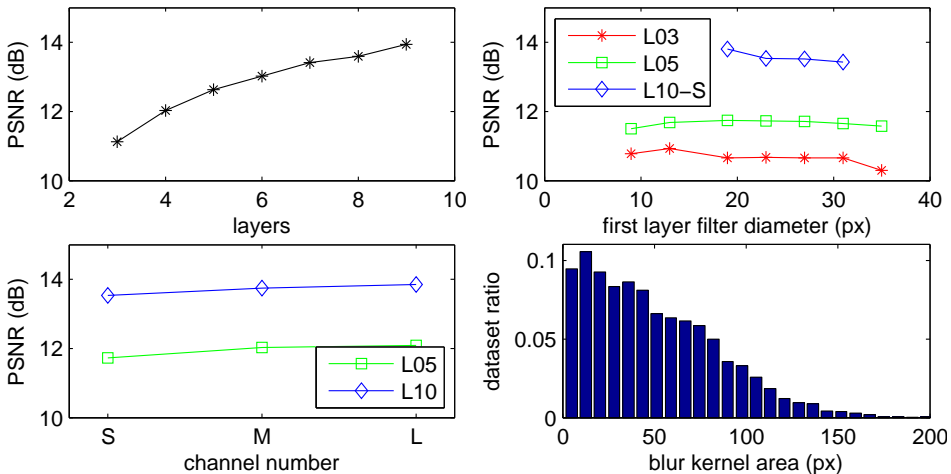 14
12
10
PSNR (dB)
2
4
6
8
10
layers
14
12
10
PSNR (dB)
L03
L05
L10-S
0
10
20
30
40
first layer filter diameter (px)
14
12
10
PSNR (dB)
L05
L10
S
M
L
channel number
0.1
0.05
0
dataset ratio
0
50
100
150
200
blur kernel area (px)